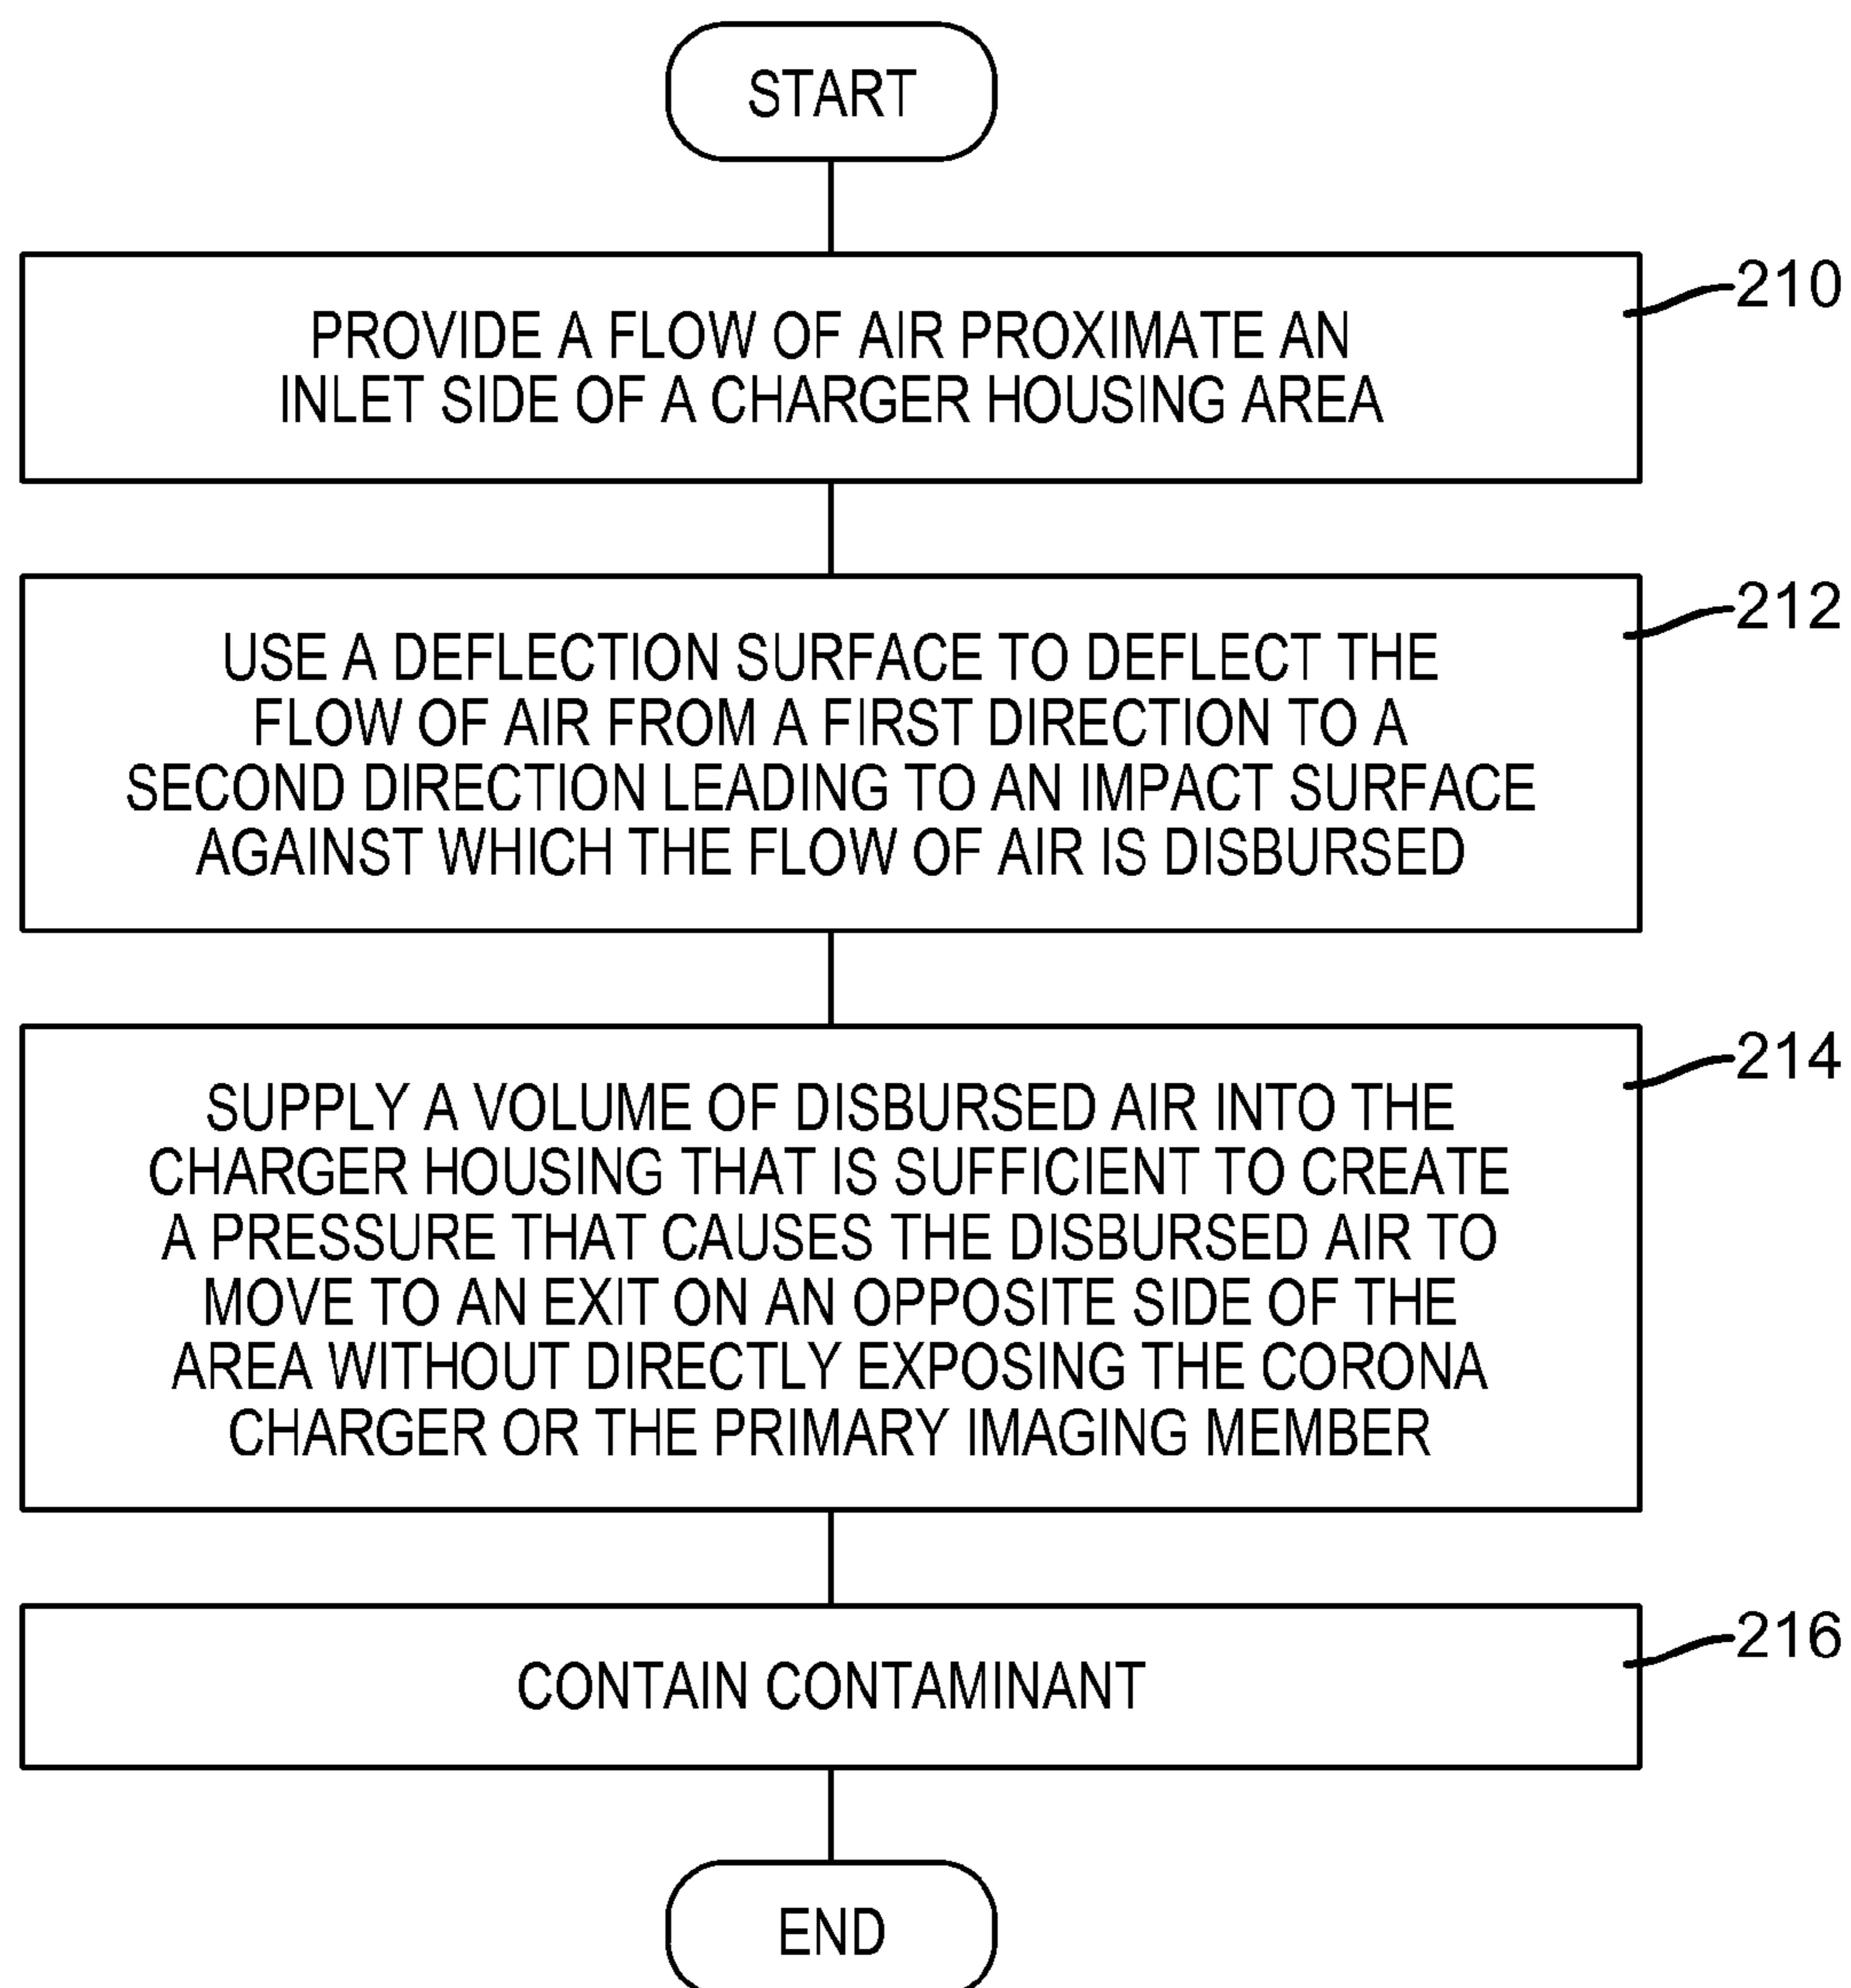 START
PROVIDE A FLOW OF AIR PROXIMATE AN
INLET SIDE OF A CHARGER HOUSING AREA
210
USE A DEFLECTION SURFACE TO DEFLECT THE
FLOW OF AIR FROM A FIRST DIRECTION TO A
SECOND DIRECTION LEADING TO AN IMPACT SURFACE
AGAINST WHICH THE FLOW OF AIR IS DISBURSED
212
SUPPLY A VOLUME OF DISBURSED AIR INTO THE
CHARGER HOUSING THAT IS SUFFICIENT TO CREATE
A PRESSURE THAT CAUSES THE DISBURSED AIR TO
MOVE TO AN EXIT ON AN OPPOSITE SIDE OF THE
AREA WITHOUT DIRECTLY EXPOSING THE CORONA
CHARGER OR THE PRIMARY IMAGING MEMBER
214
CONTAIN CONTAMINANT
216
END